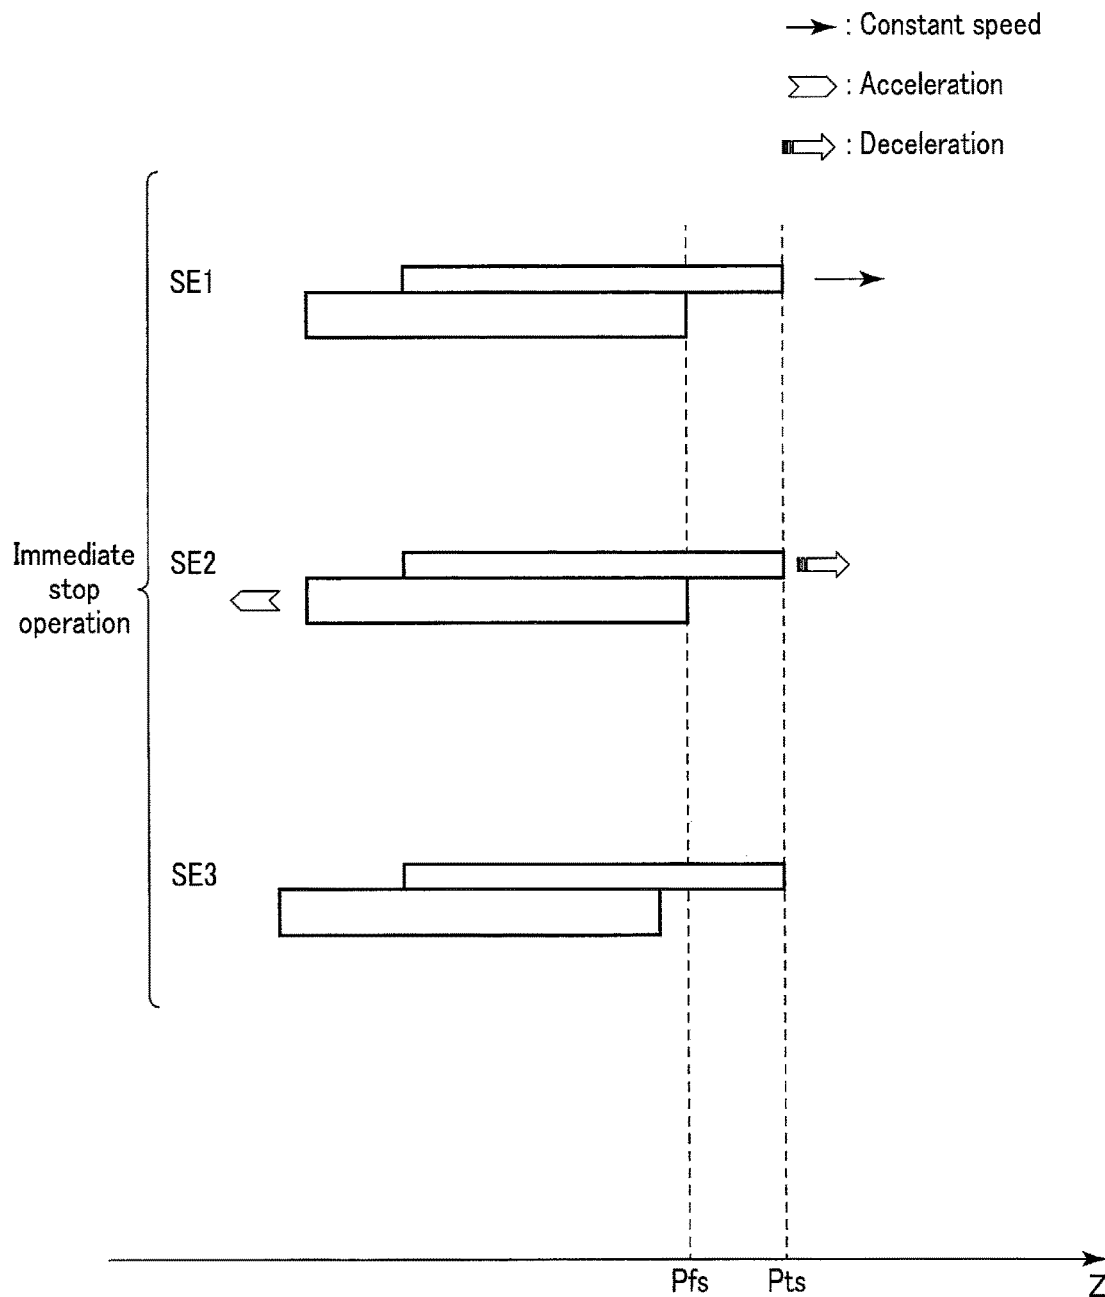 : Constant speed
: Acceleration
: Deceleration
SE1
Immediate
stop
operation
SE2
SE3
Pfs
Pts
Z